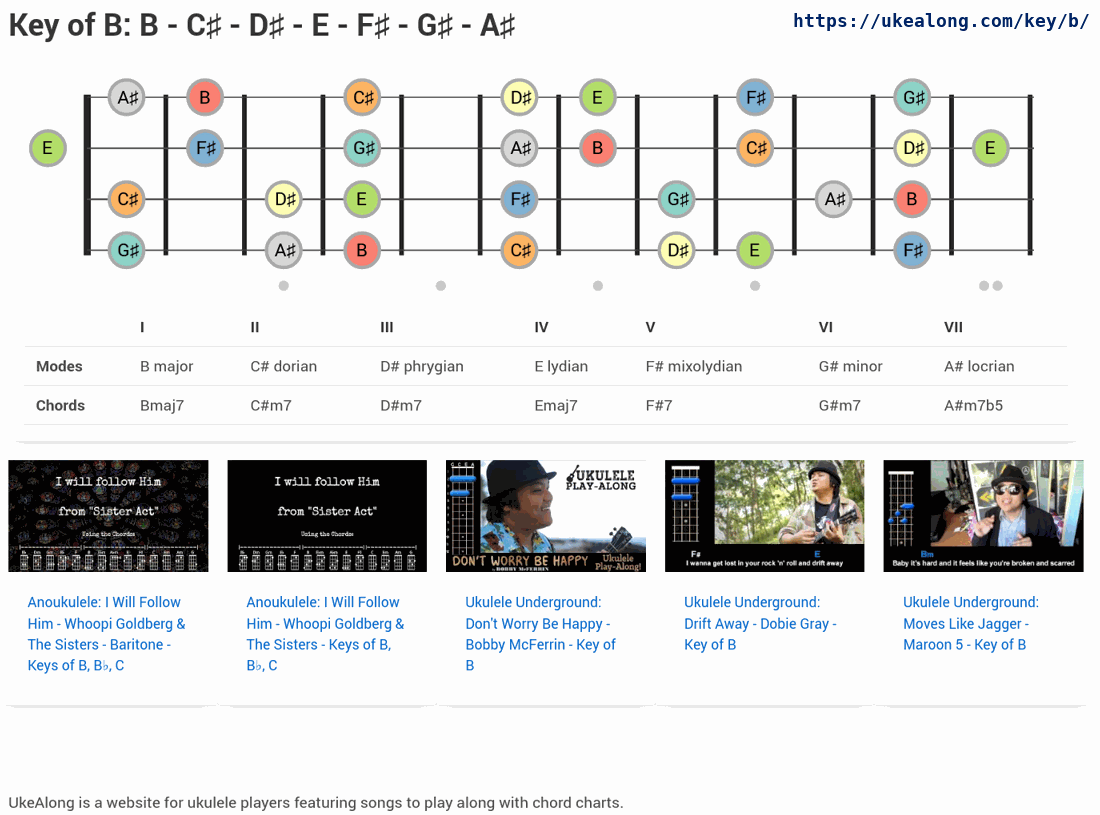 Key of B: B - C♯ - D♯ - E - F♯ - G♯ - A♯
https://ukealong.com/key/b/
A♯ B C♯ D♯ E F♯ G♯
E F♯ G♯ A♯ B C♯ D♯ E
C♯ D♯ E F♯ G♯ A♯ B
G♯ A♯ B C♯ D♯ E F♯
I II III IV V VI VII
Modes B major C# dorian D# phrygian E lydian F# mixolydian G# minor A# locrian
Chords Bmaj7 C#m7 D#m7 Emaj7 F#7 G#m7 A#m7b5
I will follow Him
from "Sister Act"
Using the Chordes
I will follow Him
from "Sister Act"
Using the Chordes
G C E A
UKULELE
PLAY-ALONG
DON'T WORRY BE HAPPY
BY BOBBY MCFERRIN
Ukulele
Play-Along!
F# E
I wanna get lost in your rock 'n' roll and drift away
Bm
Baby it's hard and it feels like you're broken and scarred
Anoukulele: I Will Follow
Him - Whoopi Goldberg &
The Sisters - Baritone -
Keys of B, B♭, C
Anoukulele: I Will Follow
Him - Whoopi Goldberg &
The Sisters - Keys of B,
B♭, C
Ukulele Underground:
Don't Worry Be Happy -
Bobby McFerrin - Key of
B
Ukulele Underground:
Drift Away - Dobie Gray -
Key of B
Ukulele Underground:
Moves Like Jagger -
Maroon 5 - Key of B
UkeAlong is a website for ukulele players featuring songs to play along with chord charts.